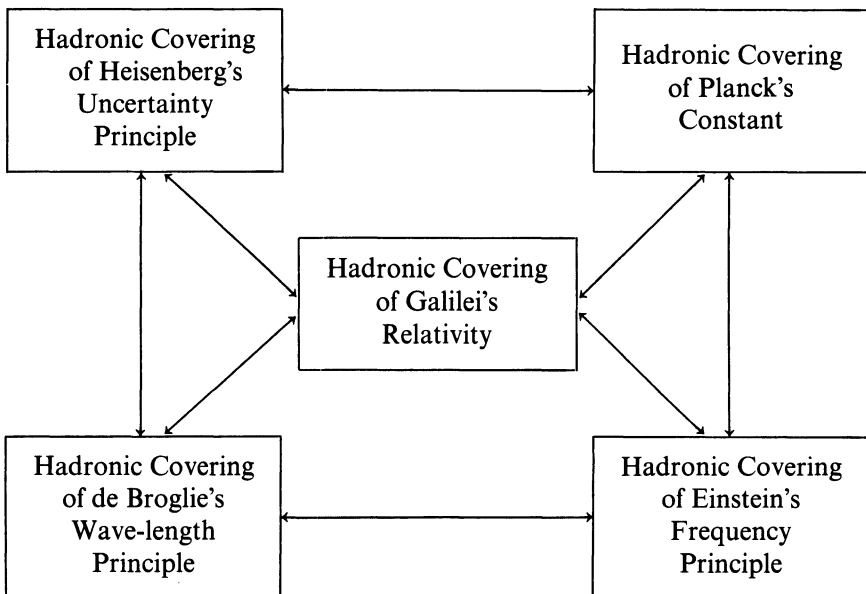 Hadronic Covering
of Heisenberg's
Uncertainty
Principle
Hadronic Covering
of Planck's
Constant
Hadronic Covering
of Galilei's
Relativity
Hadronic Covering
of de Broglie's
Wave-length
Principle
Hadronic Covering
of Einstein's
Frequency
Principle